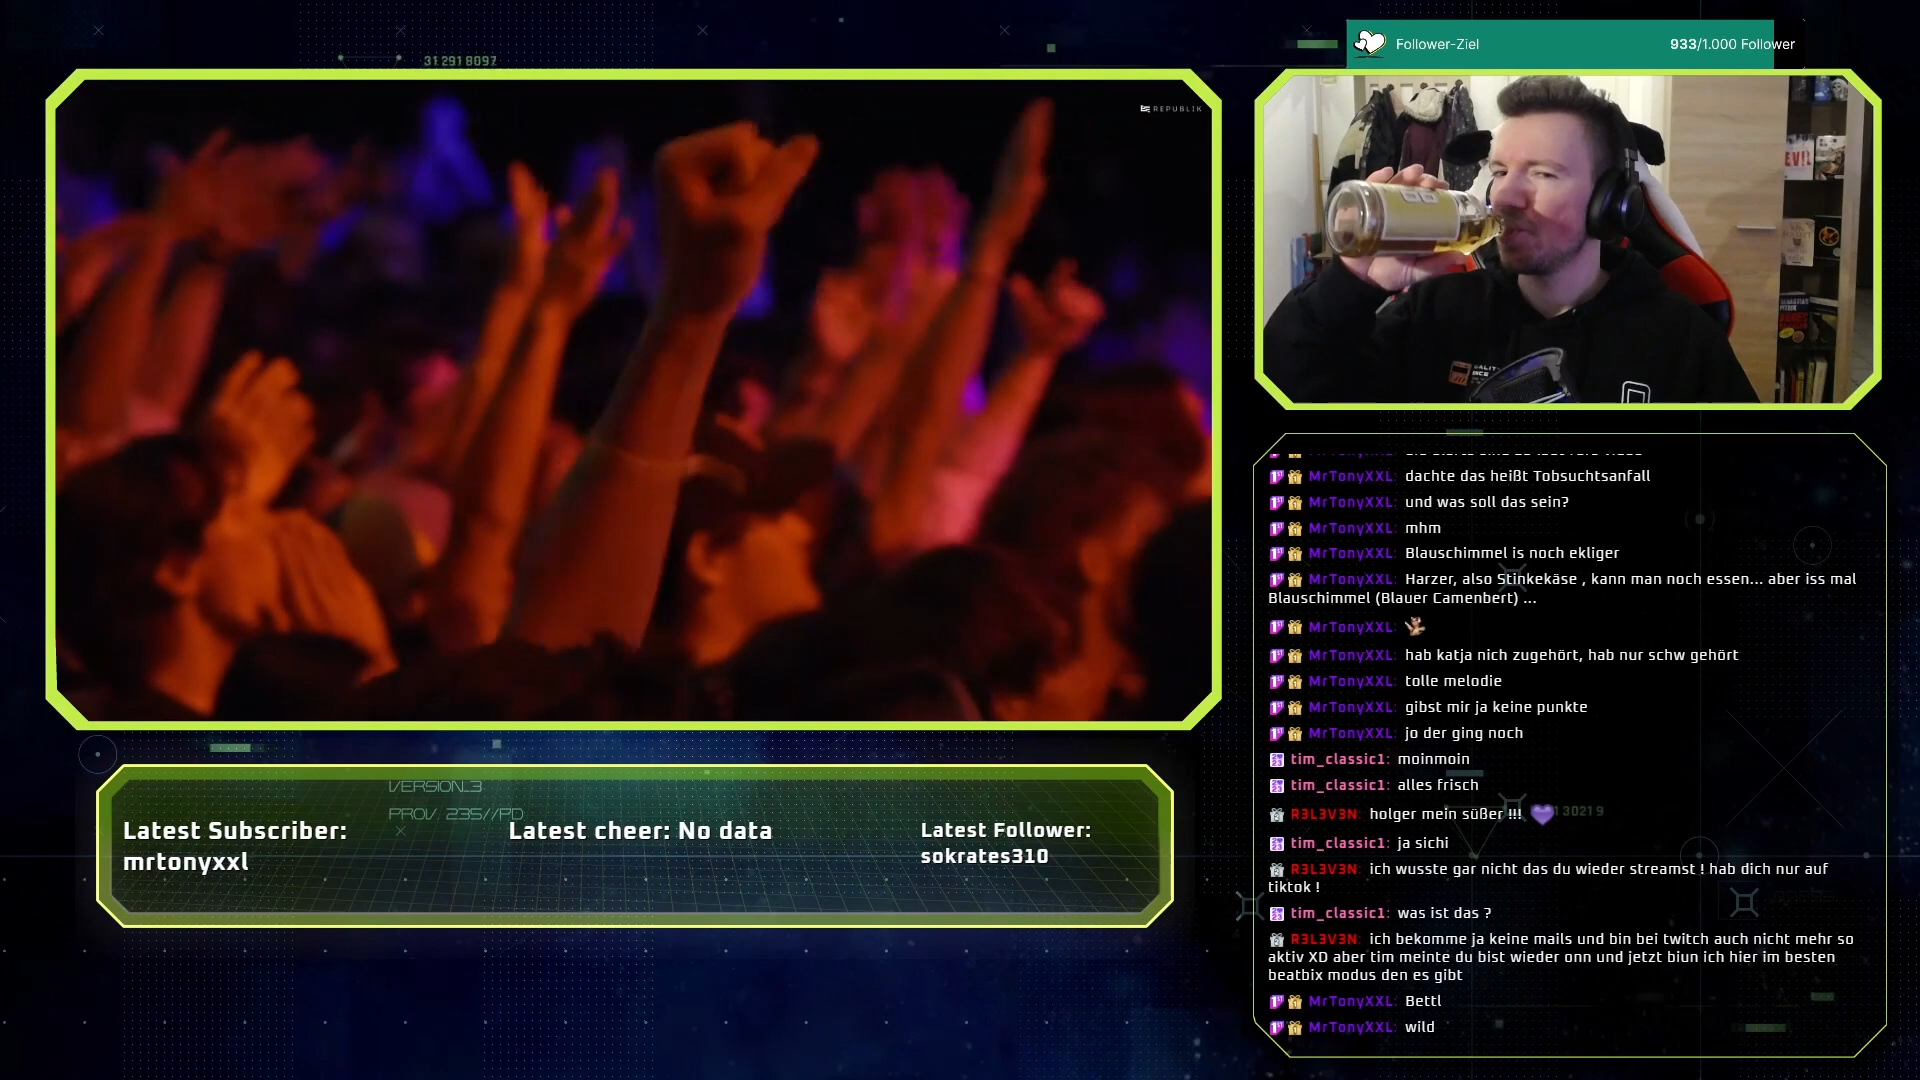 31291 8097
Follower-Ziel
933/1.000 Follower
REPUBLIK
EVIL
MrTonyXXL: dachte das heißt Tobsuchtsanfall
MrTonyXXL: und was soll das sein?
MrTonyXXL: mhm
MrTonyXXL: Blauschimmel is noch ekliger
MrTonyXXL: Harzer, also Stinkekäse , kann man noch essen... aber iss mal
Blauschimmel (Blauer Camenbert) ...
MrTonyXXL:
MrTonyXXL: hab katja nich zugehört, hab nur schw gehört
MrTonyXXL: tolle melodie
MrTonyXXL: gibst mir ja keine punkte
MrTonyXXL: jo der ging noch
tim_classic1: moinmoin
tim_classic1: alles frisch
R3L3V3N: holger mein süßer !!!
tim_classic1: ja sichi
R3L3V3N: ich wusste gar nicht das du wieder streamst ! hab dich nur auf
tiktok !
tim_classic1: was ist das ?
R3L3V3N: ich bekomme ja keine mails und bin bei twitch auch nicht mehr so
aktiv XD aber tim meinte du bist wieder onn und jetzt biun ich hier im besten
beatbix modus den es gibt
MrTonyXXL: Bettl
MrTonyXXL: wild
VERSION_3
PROV. 235//PD
Latest Subscriber:
mrtonyxxl
Latest cheer: No data
Latest Follower:
sokrates310